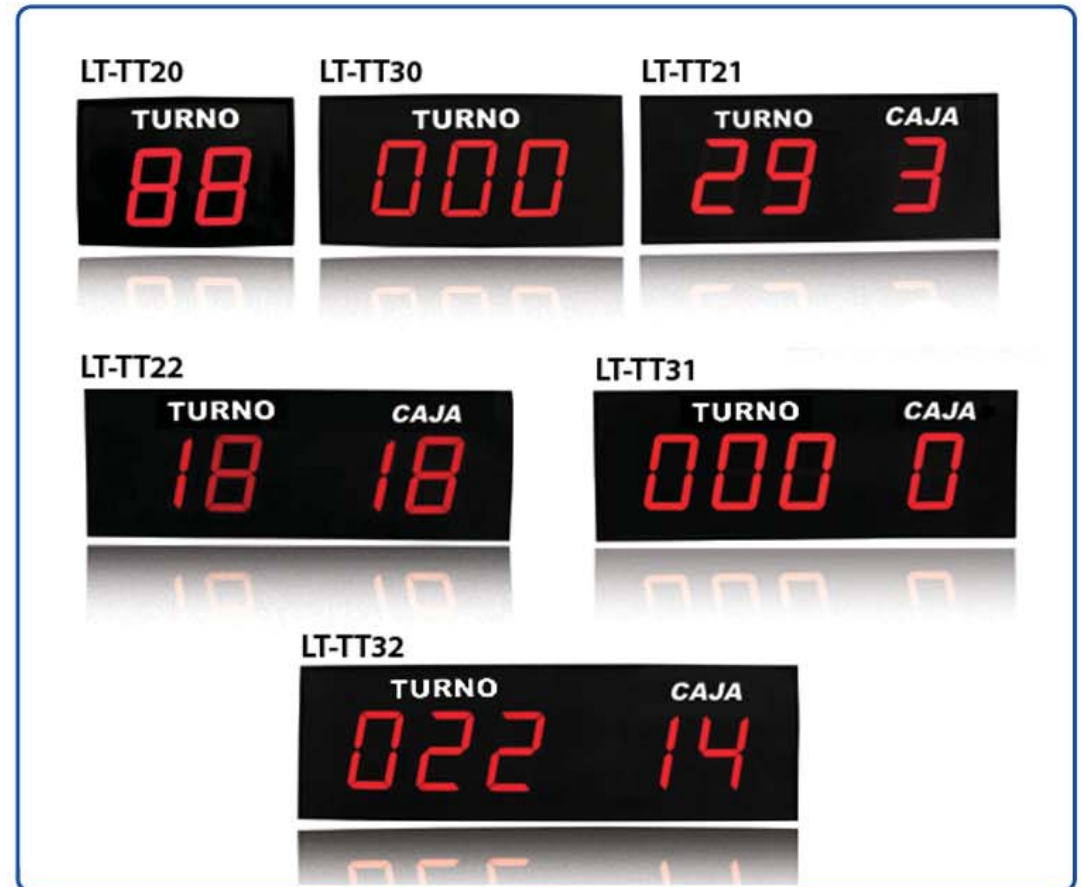 LT-TT20
TURNO
88
LT-TT30
TURNO
000
LT-TT21
TURNO CAJA
29 3
LT-TT22
TURNO CAJA
18 18
LT-TT31
TURNO CAJA
000 0
LT-TT32
TURNO CAJA
022 14